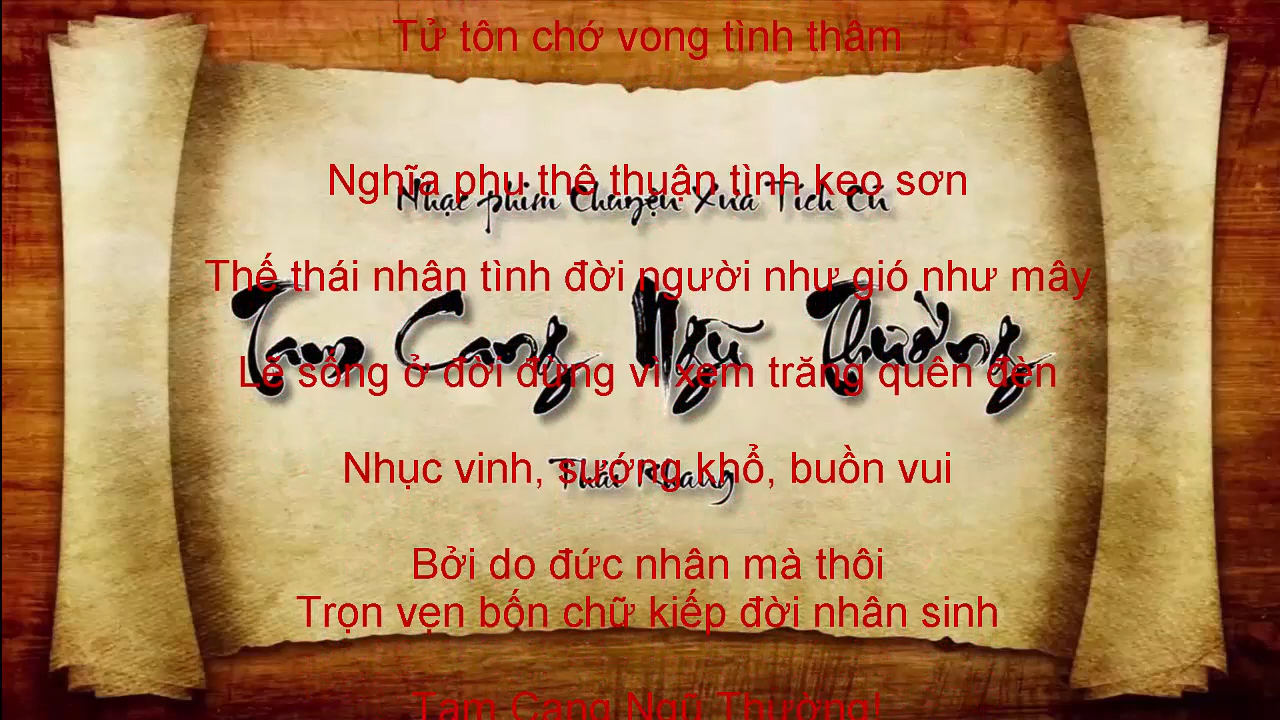 Tử tôn chớ vong tình thâm
Nghĩa phu thê thuận tình keo sơn
Nhạc phim Chuyện Xưa Tích Cũ
Thế thái nhân tình đời người như gió như mây
Tam Cang Ngũ Thường
Lẽ sống ở đời đừng vì xem trăng quên đèn
Nhục vinh, sướng khổ, buồn vui
Thái Khang
Bởi do đức nhân mà thôi
Trọn vẹn bốn chữ kiếp đời nhân sinh
Tam Cang Ngũ Thường!